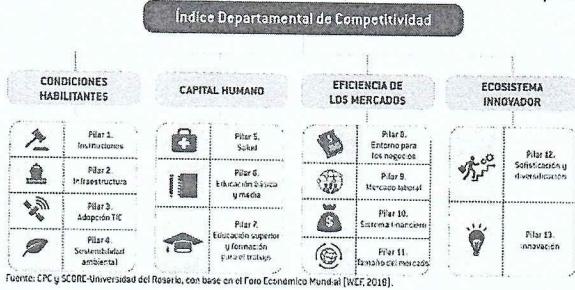 Índice Departamental de Competitividad
CONDICIONES
HABILITANTES
Pilar 1.
Instituciones
Pilar 2.
Infraestructura
Pilar 3.
Adopción TIC
Pilar 4.
Sostenibilidad
ambiental
CAPITAL HUMANO
Pilar 5.
Salud
Pilar 6.
Educación básica
y media
Pilar 7.
Educación superior
y formación
para el trabajo
EFICIENCIA DE
LOS MERCADOS
Pilar 8.
Entorno para
los negocios
Pilar 9.
Mercado laboral
Pilar 10.
Sistema financiero
Pilar 11.
Tamaño del mercado
ECOSISTEMA
INNOVADOR
Pilar 12.
Sofisticación y
diversificación
Pilar 13.
Innovación
Fuente: CPC y SCORE-Universidad del Rosario, con base en el Foro Económico Mundial [WEF, 2018].